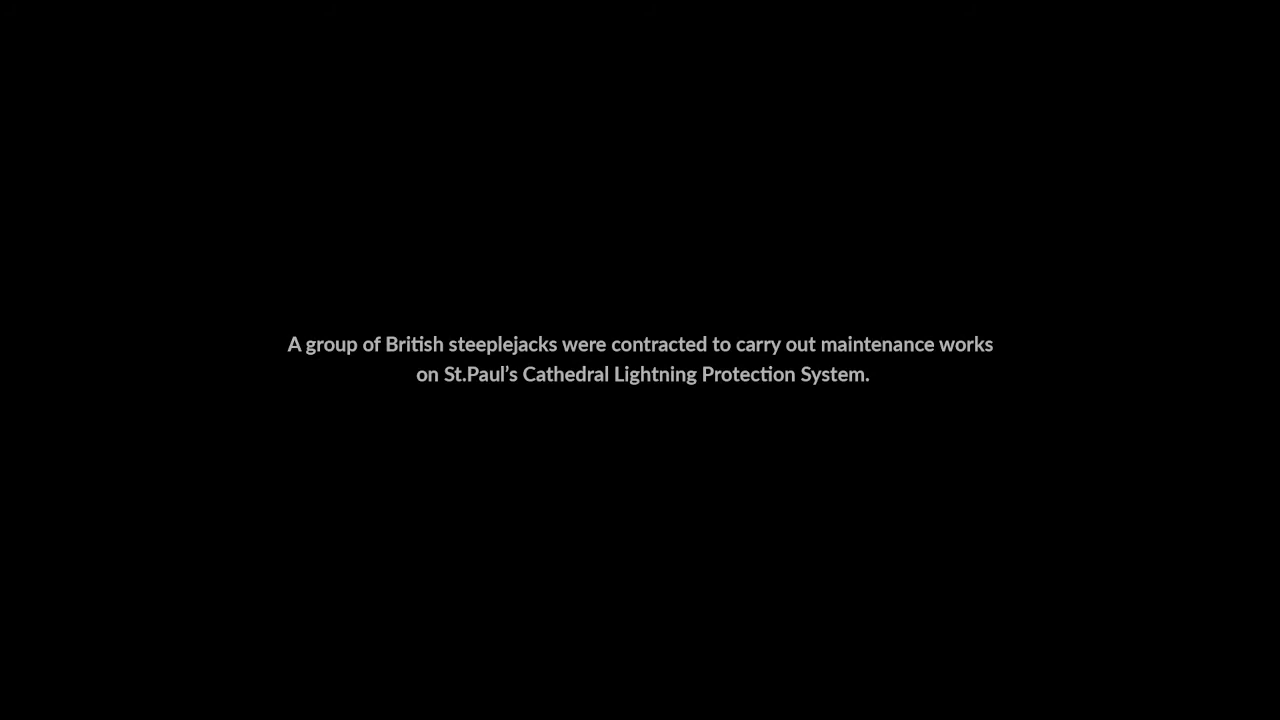 A group of British steeplejacks were contracted to carry out maintenance works
on St.Paul’s Cathedral Lightning Protection System.